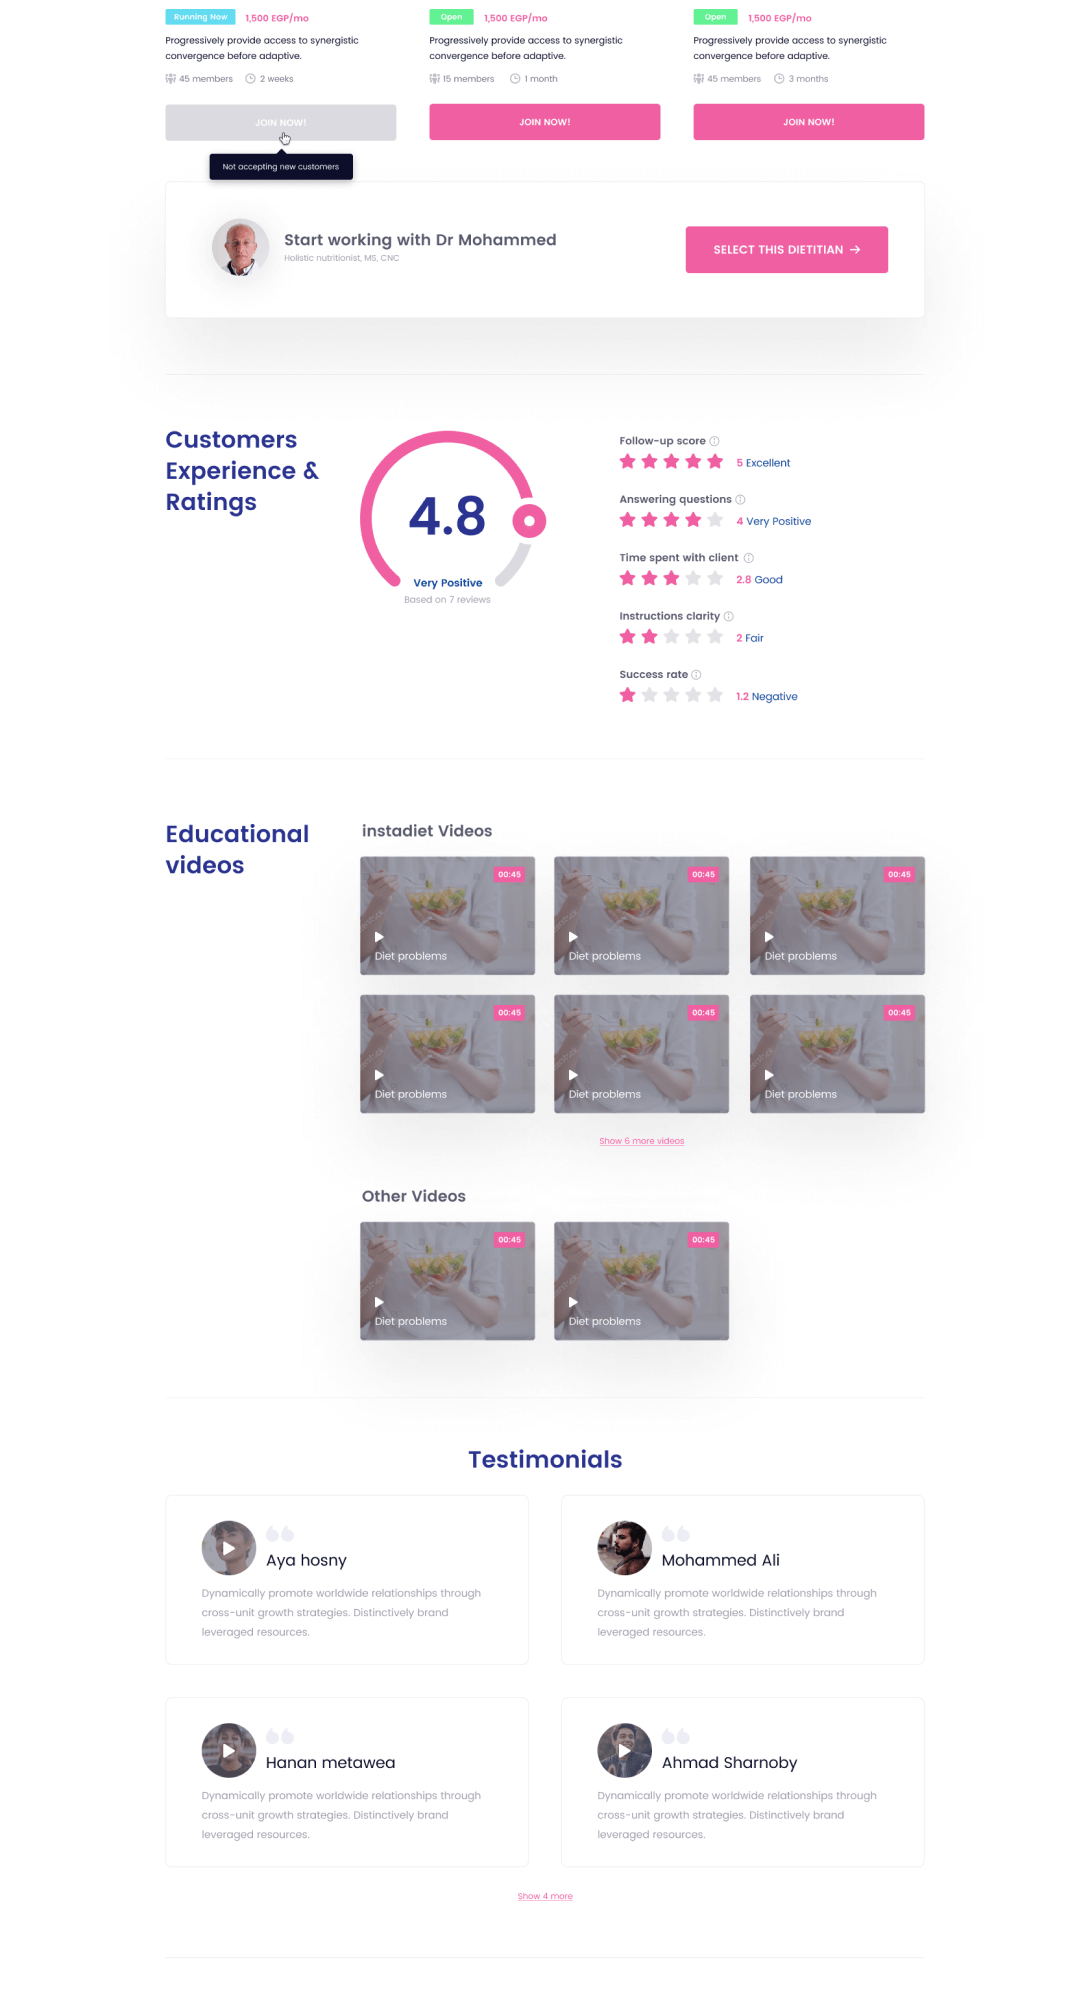 Running Now 1,500 EGP/mo
Progressively provide access to synergistic
convergence before adaptive.
45 members 2 weeks
JOIN NOW!
Not accepting new customers
Open 1,500 EGP/mo
Progressively provide access to synergistic
convergence before adaptive.
15 members 1 month
JOIN NOW!
Open 1,500 EGP/mo
Progressively provide access to synergistic
convergence before adaptive.
45 members 3 months
JOIN NOW!
Start working with Dr Mohammed
Holistic nutritionist, MS, CNC
SELECT THIS DIETITIAN →
Customers
Experience &
Ratings
4.8
Very Positive
Based on 7 reviews
Follow-up score
5 Excellent
Answering questions
4 Very Positive
Time spent with client
2.8 Good
Instructions clarity
2 Fair
Success rate
1.2 Negative
Educational
videos
instadiet Videos
00:45
Diet problems
00:45
Diet problems
00:45
Diet problems
00:45
Diet problems
00:45
Diet problems
00:45
Diet problems
Show 6 more videos
Other Videos
00:45
Diet problems
00:45
Diet problems
Testimonials
Aya hosny
Dynamically promote worldwide relationships through
cross-unit growth strategies. Distinctively brand
leveraged resources.
Mohammed Ali
Dynamically promote worldwide relationships through
cross-unit growth strategies. Distinctively brand
leveraged resources.
Hanan metawea
Dynamically promote worldwide relationships through
cross-unit growth strategies. Distinctively brand
leveraged resources.
Ahmad Sharnoby
Dynamically promote worldwide relationships through
cross-unit growth strategies. Distinctively brand
leveraged resources.
Show 4 more